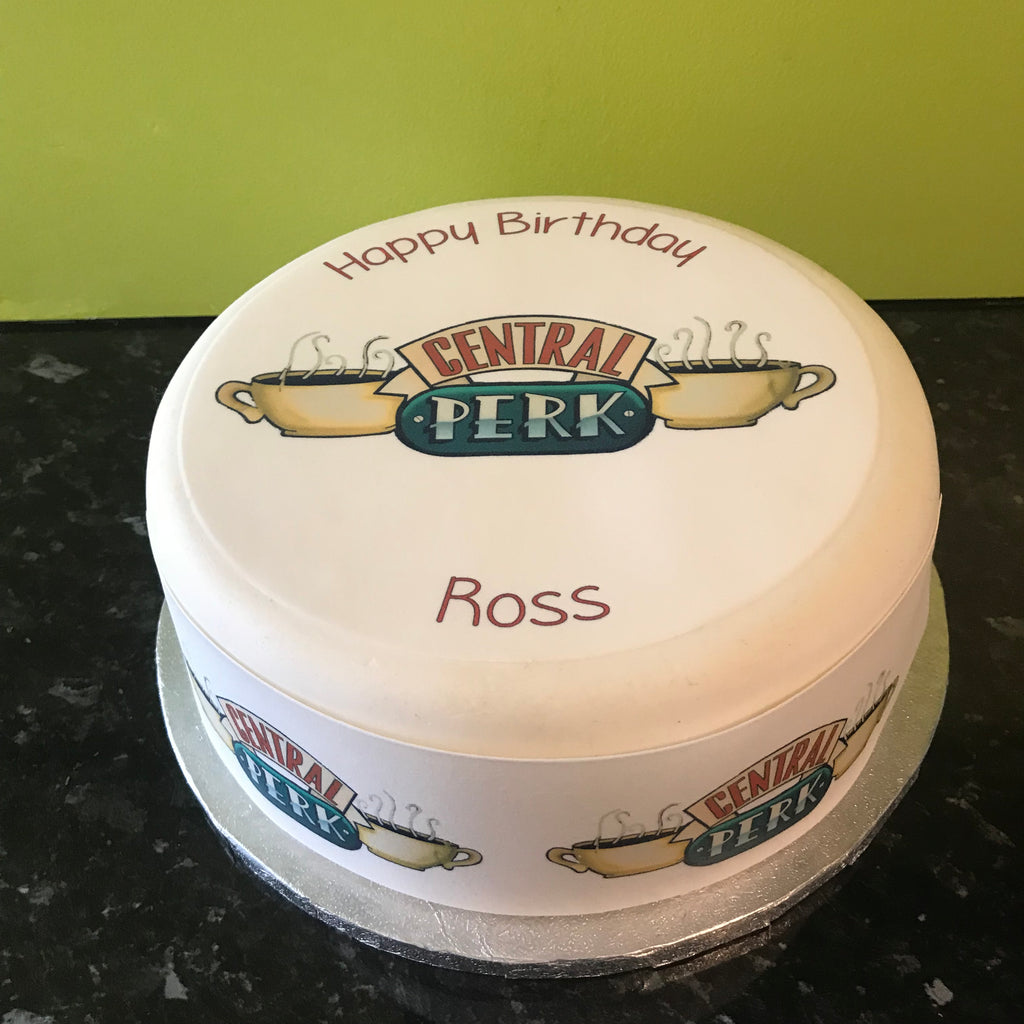 Happy Birthday
CENTRAL
PERK
Ross
CENTRAL
PERK
CENTRAL
PERK